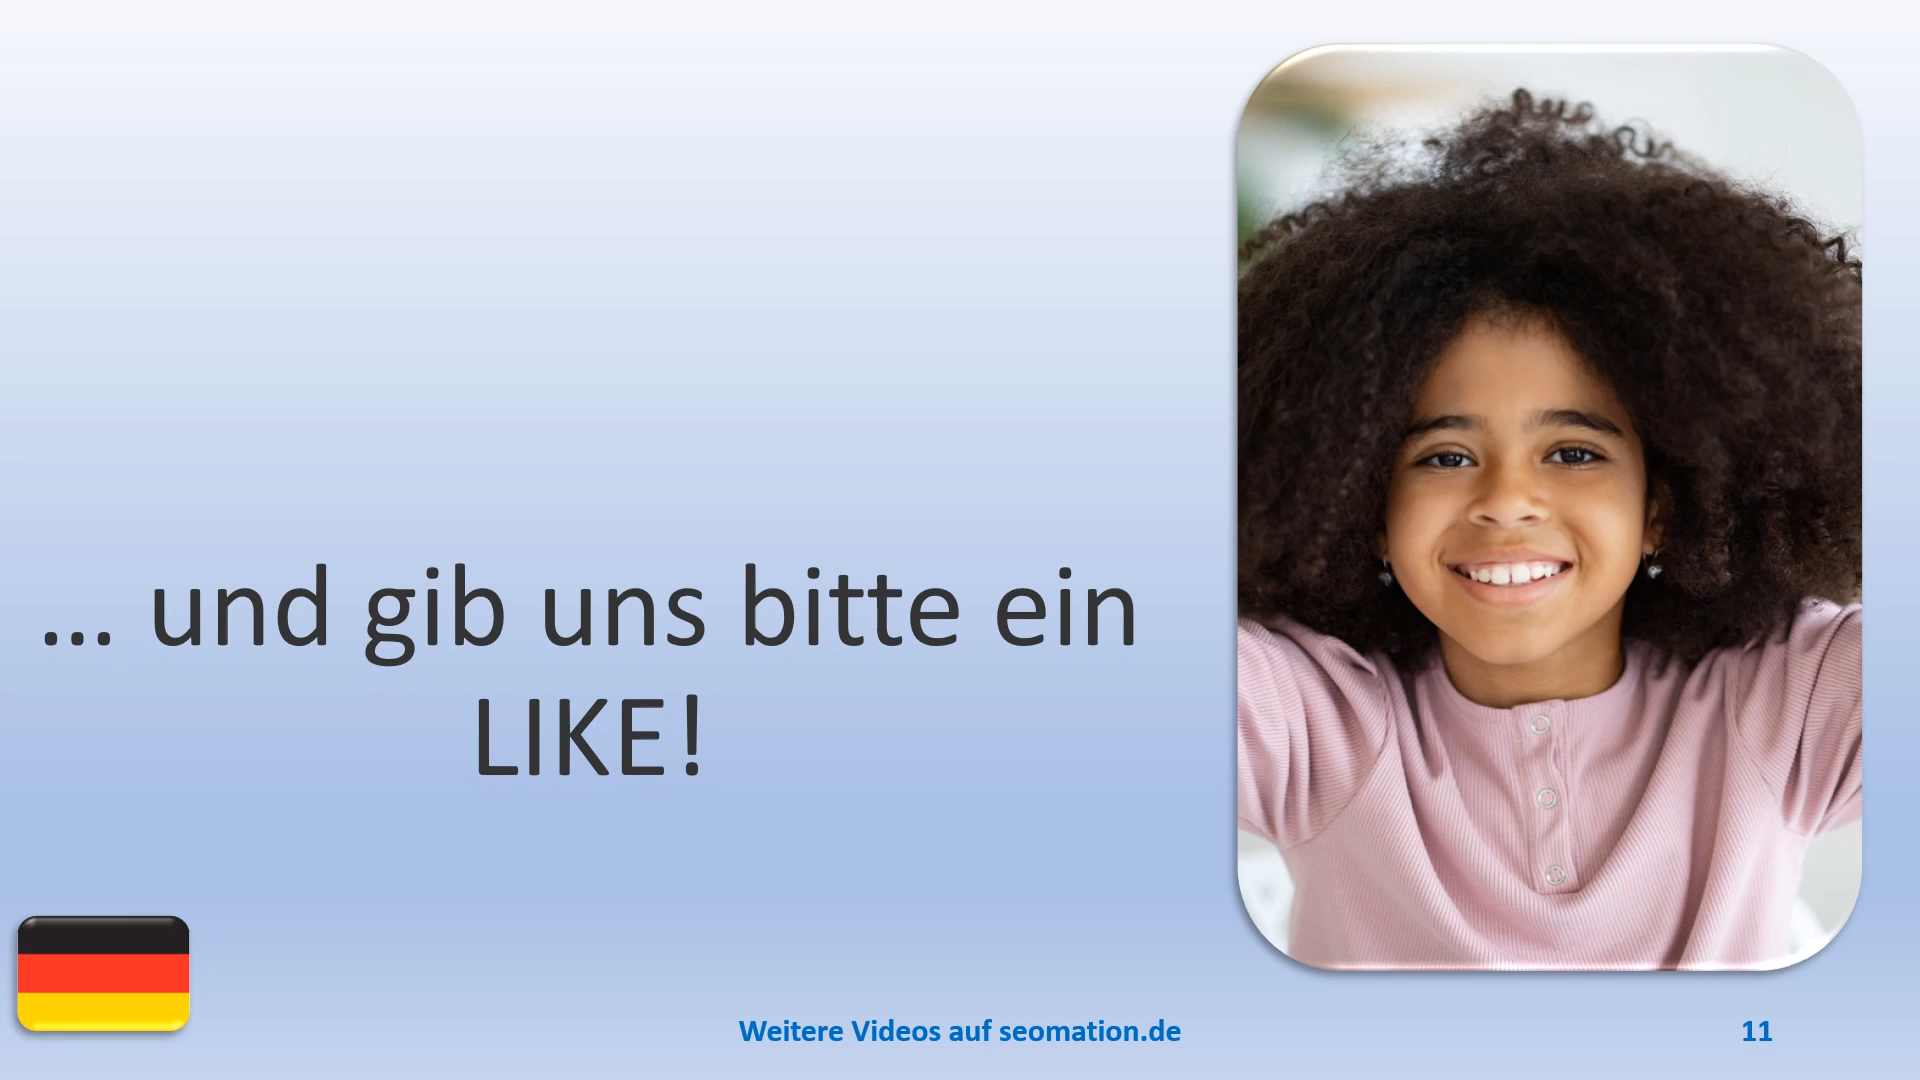 ... und gib uns bitte ein
LIKE!
Weitere Videos auf seomation.de
11